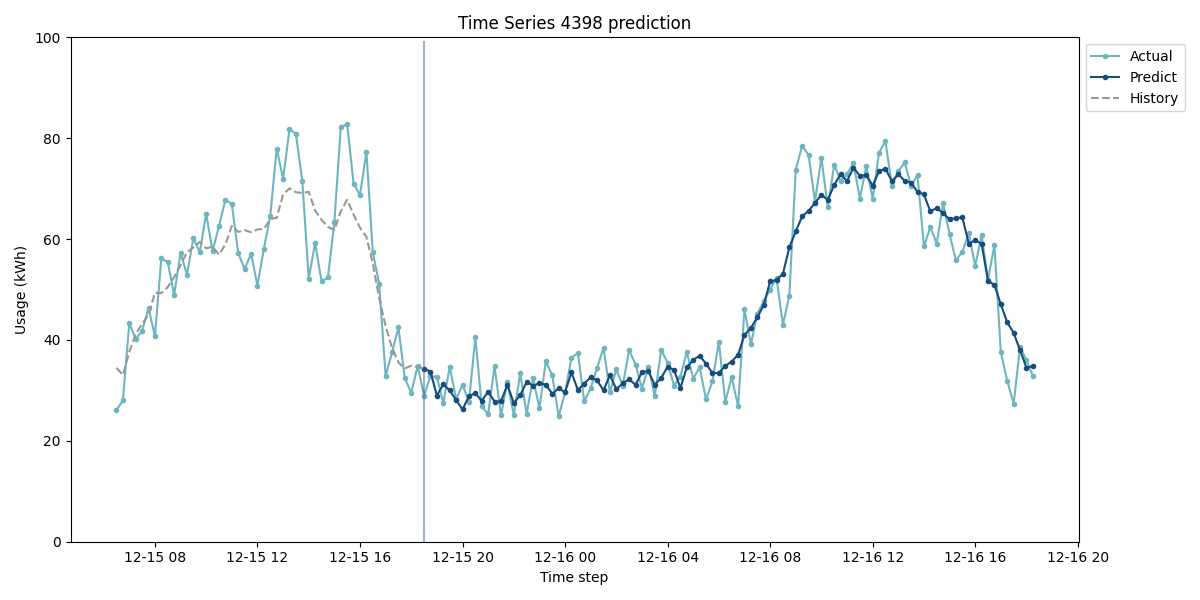 Time Series 4398 prediction
100
80
60
40
20
0
Usage (kWh)
12-15 08
12-15 12
12-15 16
12-15 20
12-16 00
12-16 04
12-16 08
12-16 12
12-16 16
12-16 20
Time step
Actual
Predict
History